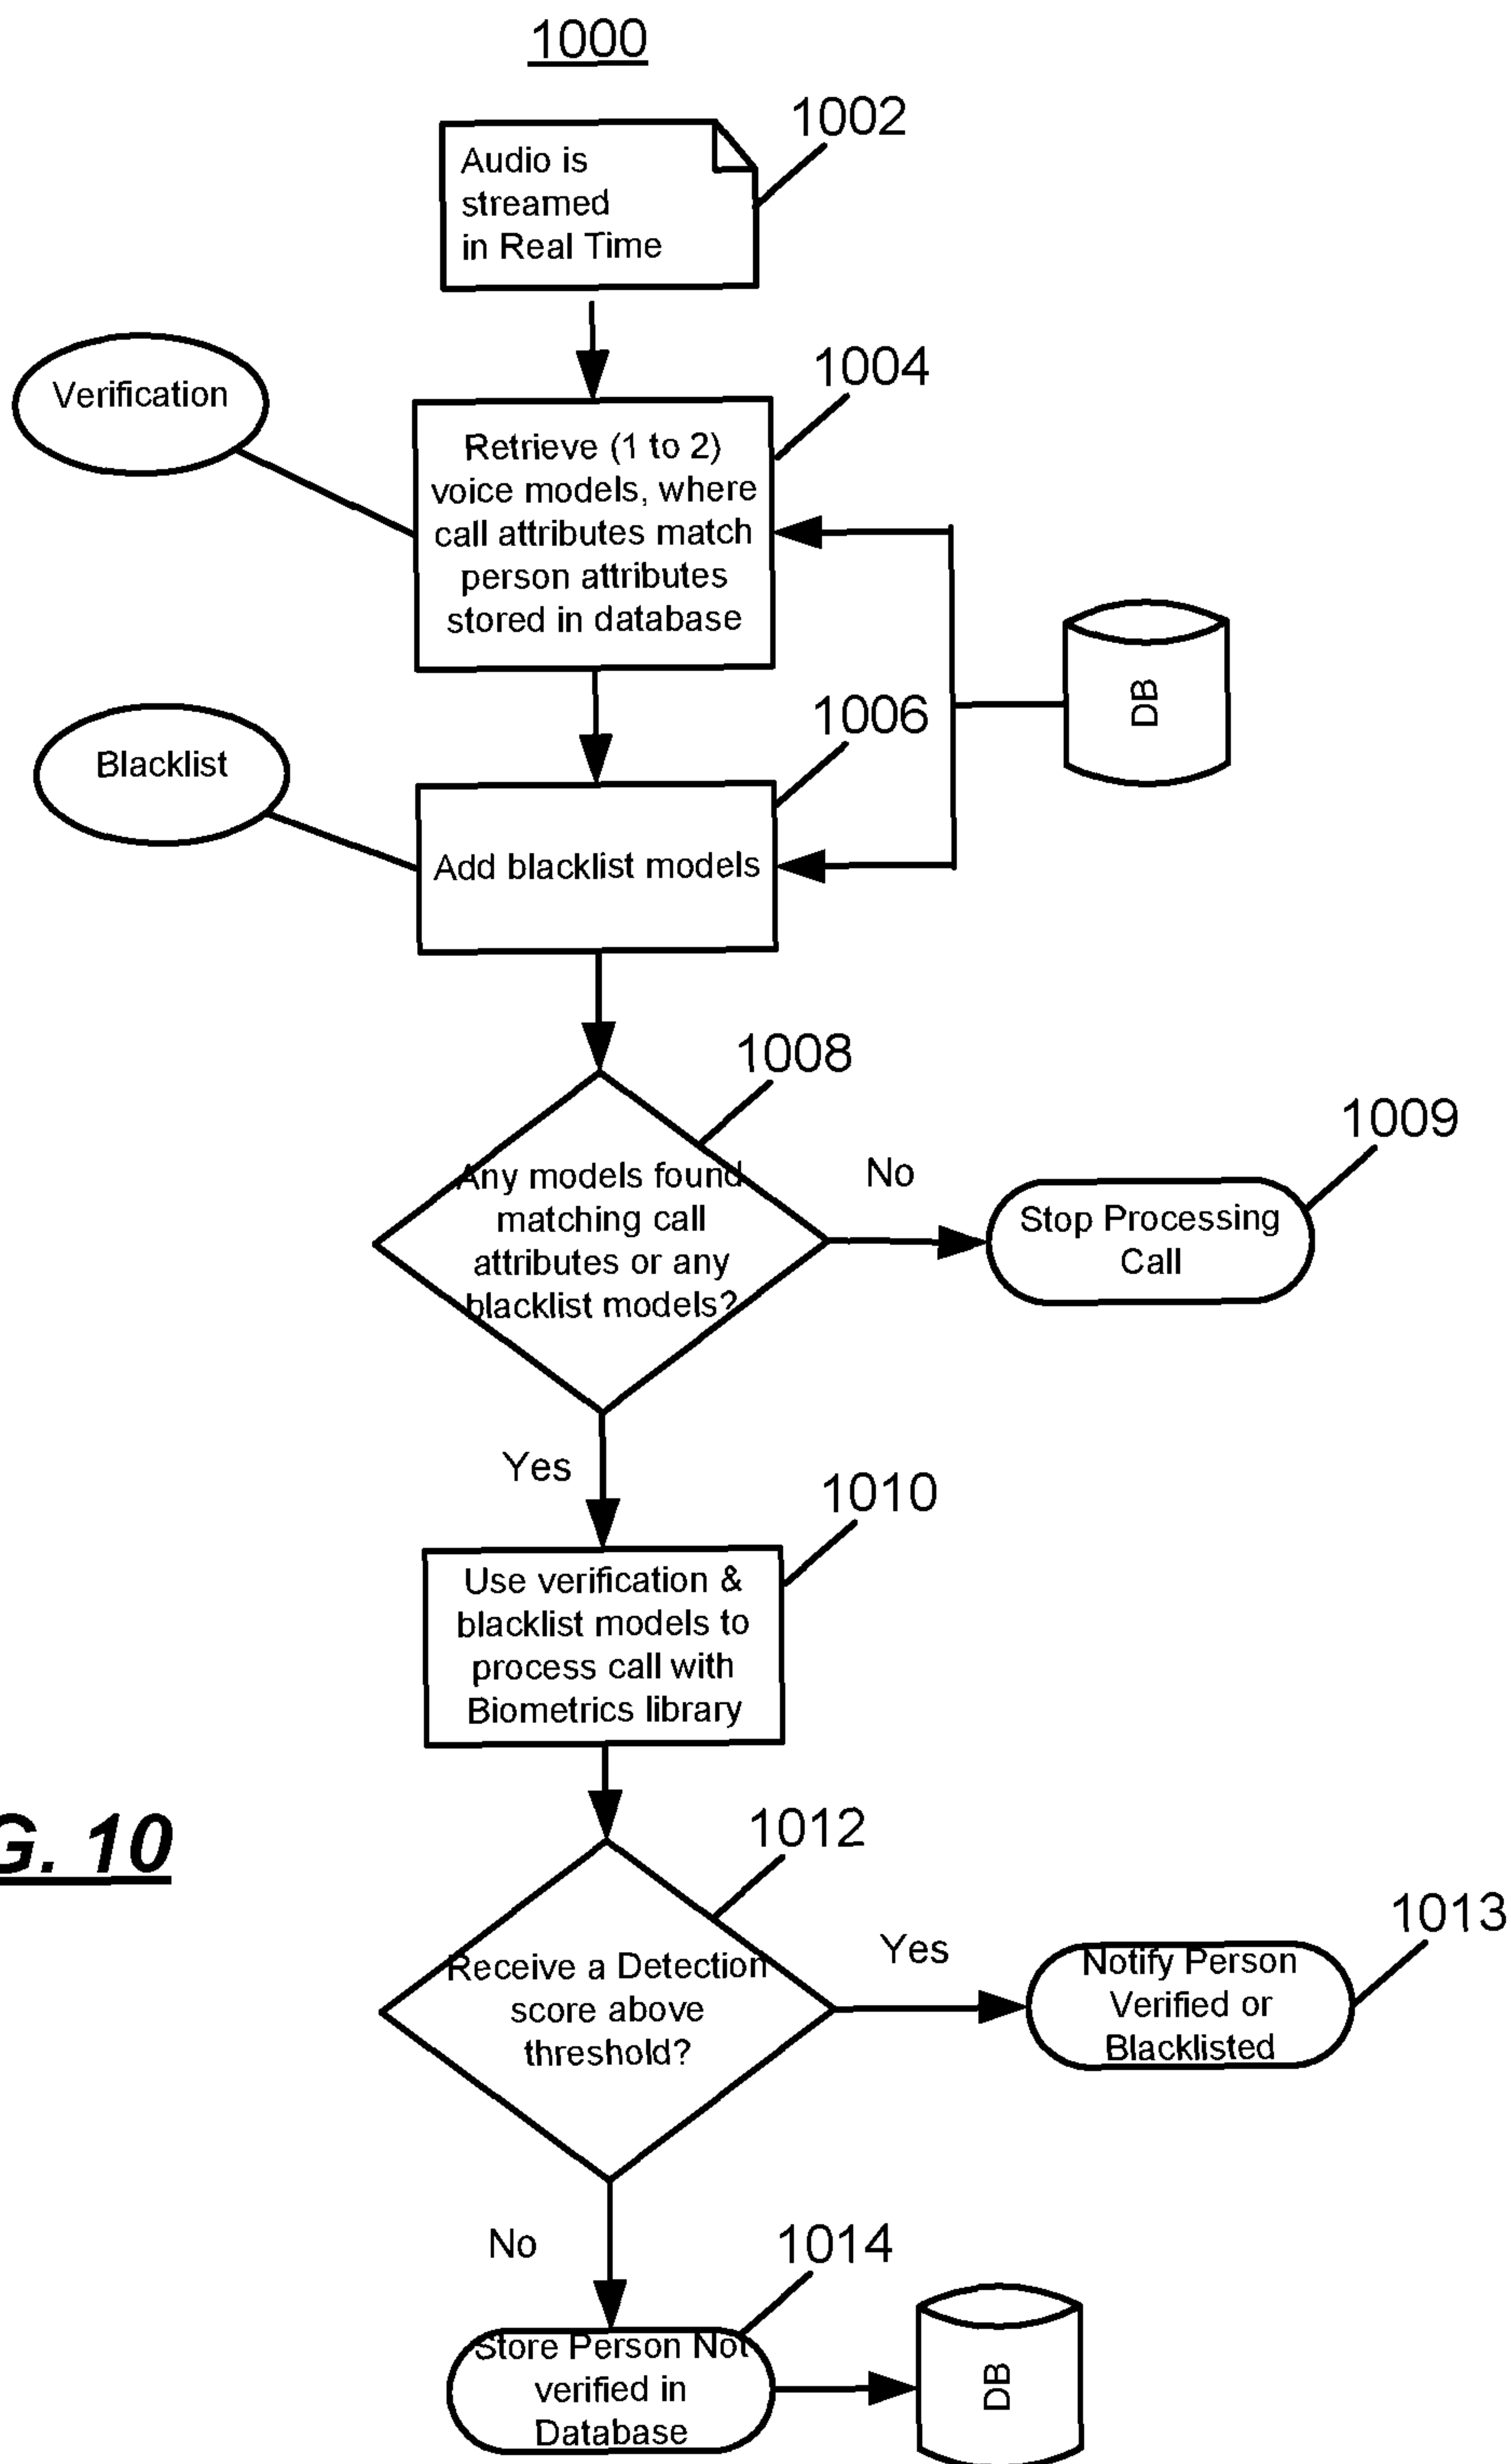 1000
1002
Audio is
streamed
in Real Time
1004
Verification
Retrieve (1 to 2)
voice models, where
call attributes match
person attributes
stored in database
DB
1006
Blacklist
Add blacklist models
1008
Any models found
matching call
attributes or any
blacklist models?
No
1009
Stop Processing
Call
Yes
1010
Use verification &
blacklist models to
process call with
Biometrics library
G. 10
1012
Receive a Detection
score above
threshold?
Yes
1013
Notify Person
Verified or
Blacklisted
No
1014
Store Person Not
verified in
Database
DB